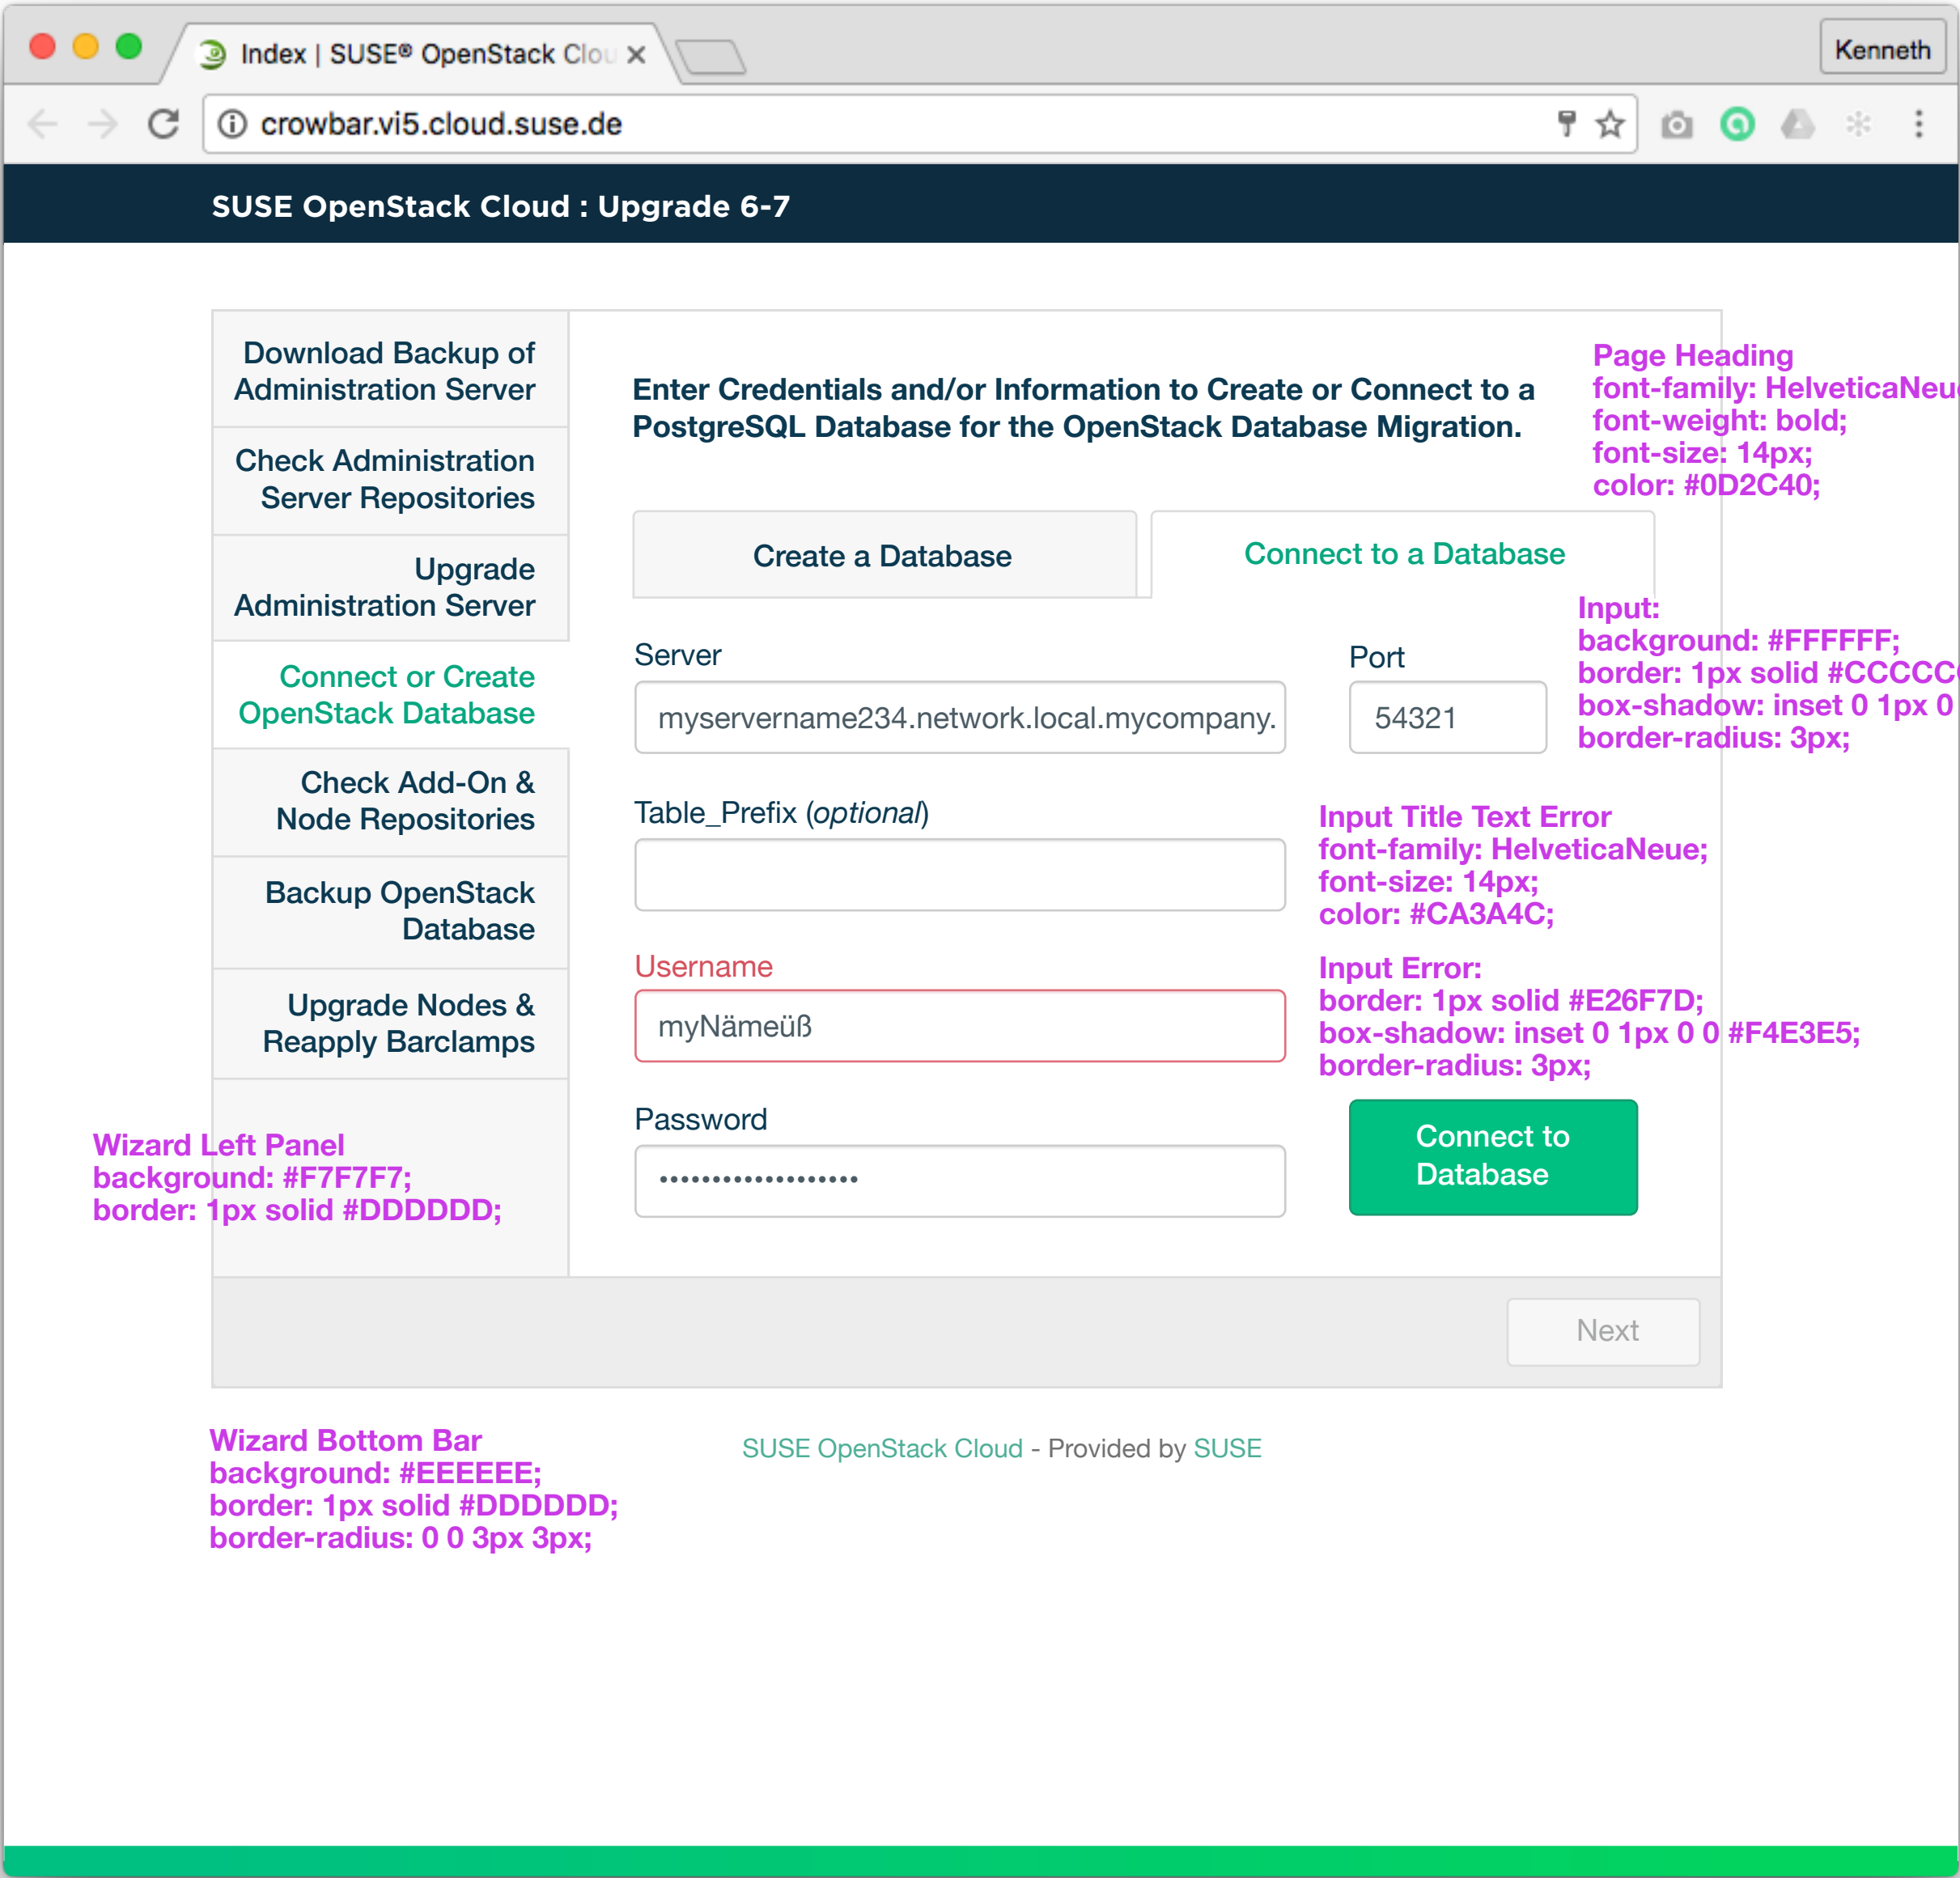 Index | SUSE® OpenStack Clou
Kenneth
crowbar.vi5.cloud.suse.de
SUSE OpenStack Cloud : Upgrade 6-7
Download Backup of
Administration Server
Check Administration
Server Repositories
Upgrade
Administration Server
Connect or Create
OpenStack Database
Check Add-On &
Node Repositories
Backup OpenStack
Database
Upgrade Nodes &
Reapply Barclamps
Wizard Left Panel
background: #F7F7F7;
border: 1px solid #DDDDDD;
Enter Credentials and/or Information to Create or Connect to a
PostgreSQL Database for the OpenStack Database Migration.
Page Heading
font-family: HelveticaNeue
font-weight: bold;
font-size: 14px;
color: #0D2C40;
Create a Database
Connect to a Database
Server
myservername234.network.local.mycompany.
Port
54321
Input:
background: #FFFFFF;
border: 1px solid #CCCCC
box-shadow: inset 0 1px 0
border-radius: 3px;
Table_Prefix (optional)
Input Title Text Error
font-family: HelveticaNeue;
font-size: 14px;
color: #CA3A4C;
Username
myNämeüß
Input Error:
border: 1px solid #E26F7D;
box-shadow: inset 0 1px 0 0 #F4E3E5;
border-radius: 3px;
Password
•••••••••••••••••••
Connect to
Database
Next
Wizard Bottom Bar
background: #EEEEEE;
border: 1px solid #DDDDDD;
border-radius: 0 0 3px 3px;
SUSE OpenStack Cloud - Provided by SUSE